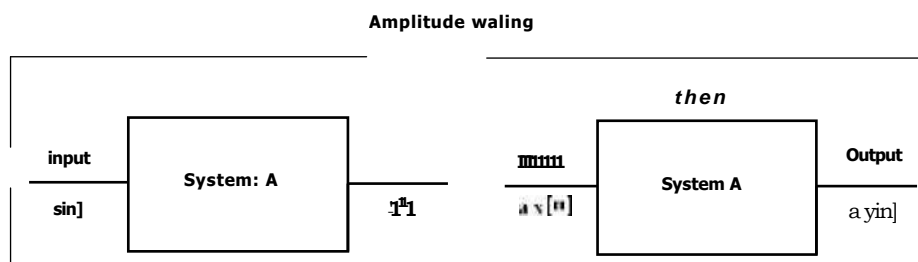 Amplitude waling
then
input
System: A
sin]
System A
a x[n]
Output
a yin]